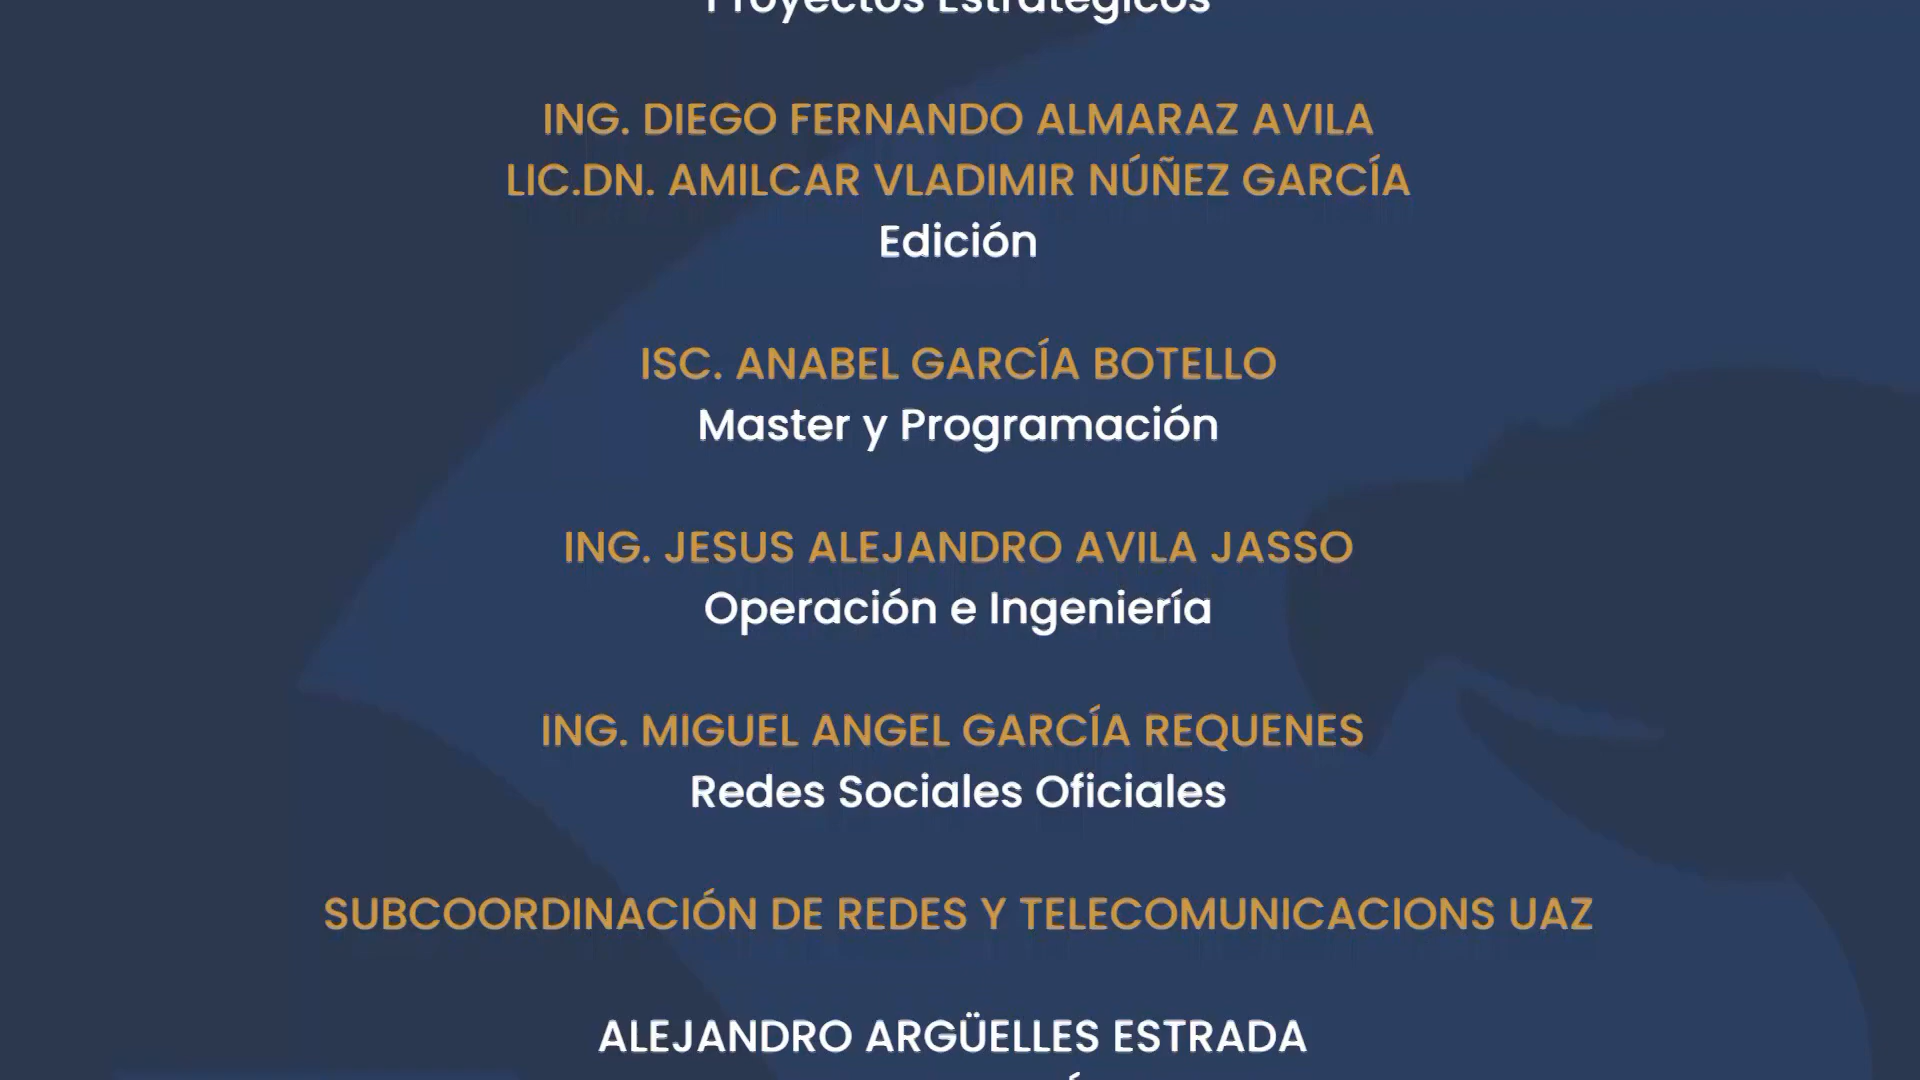 Proyectos Estratégicos
ING. DIEGO FERNANDO ALMARAZ AVILA
LIC.DN. AMILCAR VLADIMIR NÚÑEZ GARCÍA
Edición
ISC. ANABEL GARCÍA BOTELLO
Master y Programación
ING. JESUS ALEJANDRO AVILA JASSO
Operación e Ingeniería
ING. MIGUEL ANGEL GARCÍA REQUENES
Redes Sociales Oficiales
SUBCOORDINACIÓN DE REDES Y TELECOMUNICACIONS UAZ
ALEJANDRO ARGÜELLES ESTRADA